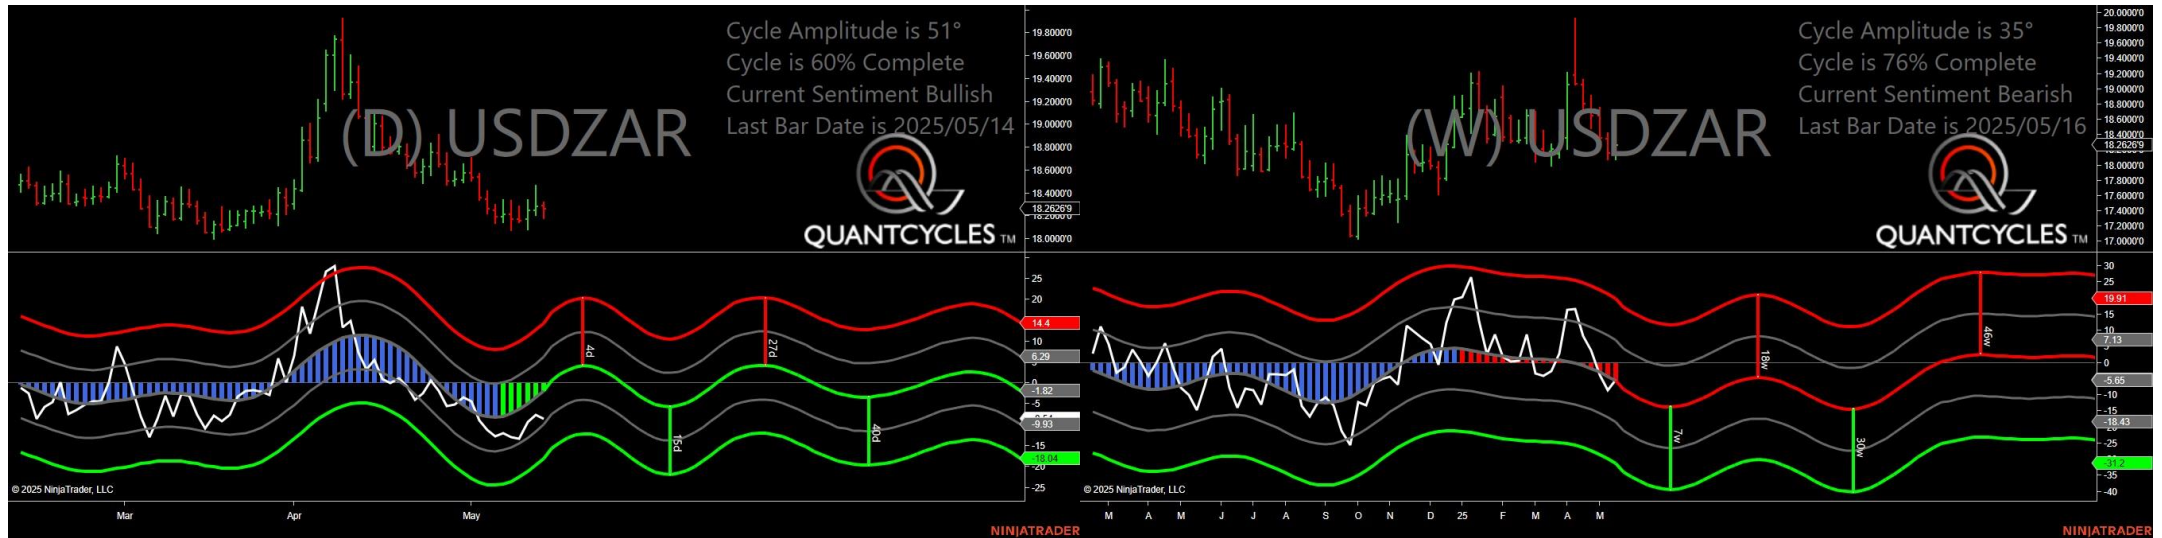 Cycle Amplitude is 51°
Cycle is 60% Complete
Current Sentiment Bullish
Last Bar Date is 2025/05/14
(D) USDZAR
QUANTCYCLES TM
19.8000'0
19.6000'0
19.4000'0
19.2000'0
19.0000'0
18.8000'0
18.6000'0
18.4000'0
18.2626'9
18.2000'0
18.0000'0
25
20
14.4
10
6.29
5
0
-1.82
-5
-9.93
-15
-18.04
-20
-25
4d
15d
27d
40d
© 2025 NinjaTrader, LLC
Mar
Apr
May
NINJATRADER
Cycle Amplitude is 35°
Cycle is 76% Complete
Current Sentiment Bearish
Last Bar Date is 2025/05/16
(W) USDZAR
QUANTCYCLES TM
20.0000'0
19.8000'0
19.6000'0
19.4000'0
19.2000'0
19.0000'0
18.8000'0
18.6000'0
18.4000'0
18.2626'9
18.0000'0
17.8000'0
17.6000'0
17.4000'0
17.2000'0
17.0000'0
30
25
19.91
15
10
7.13
5
0
-5.65
-10
-15
-18.43
-25
-31.2
-35
-40
7w
18w
30w
46w
© 2025 NinjaTrader, LLC
M A M J J A S O N D 25 F M A M
NINJATRADER